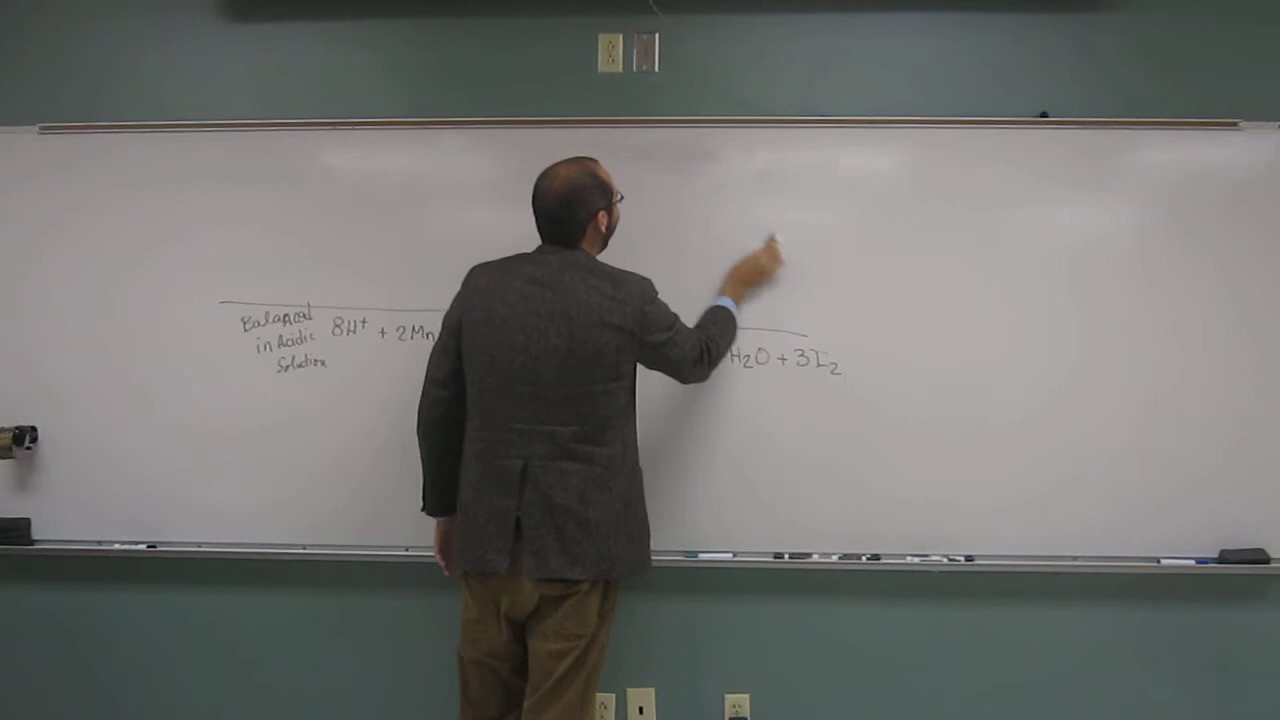 Balanced
in Acidic
Solution
8H⁺ + 2Mn
H₂O + 3I₂